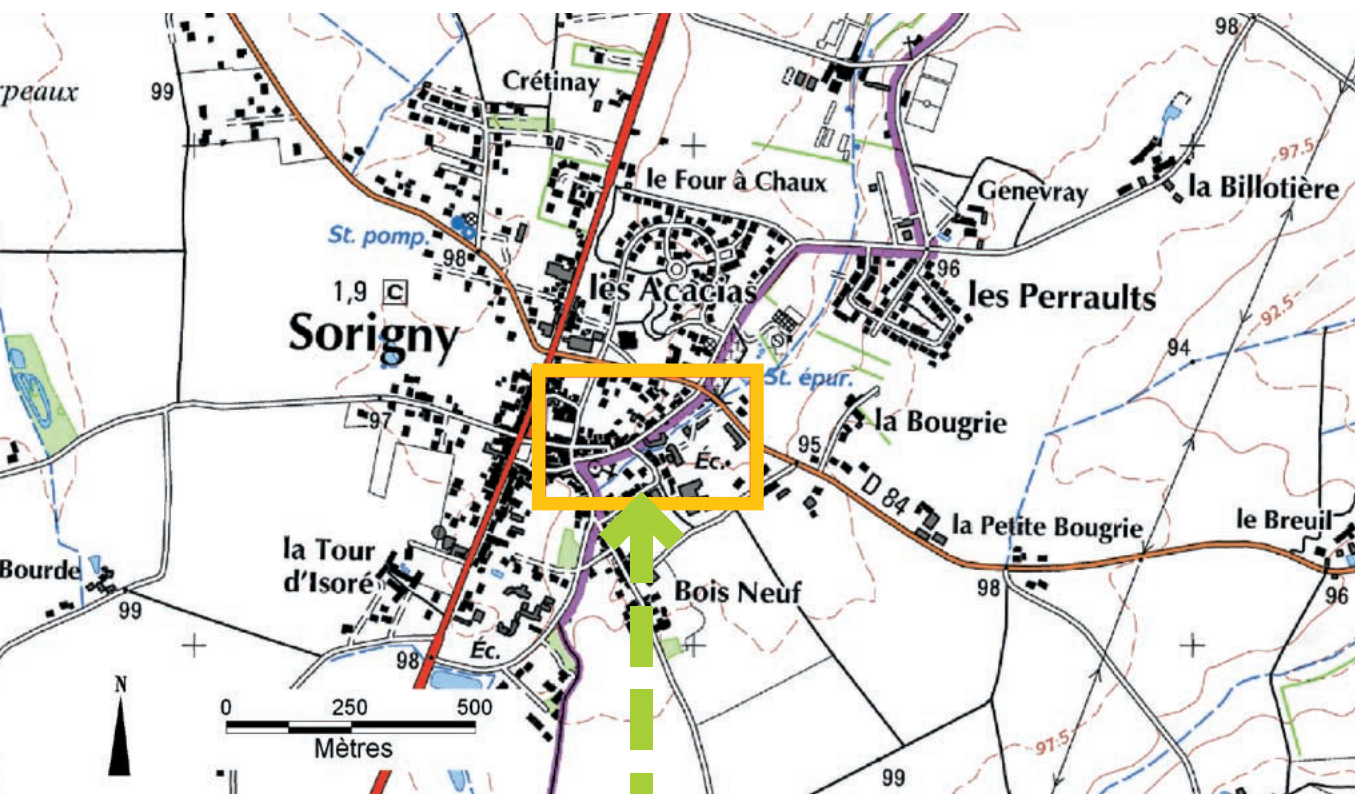 98
rpeaux
99
Crétinay
97.5
le Four à Chaux
Genevray
la Billotière
St. pomp.
98
96
1,9 C
les Acacias
les Perraults
92.5
Sorigny
94
St. épur.
97
la Bougrie
95
Éc.
D 84
la Petite Bougrie
le Breuil
la Tour
d'Isoré
Bourde
Bois Neuf
98
96
99
Éc.
98
N
0 250 500
Mètres
97.5
99